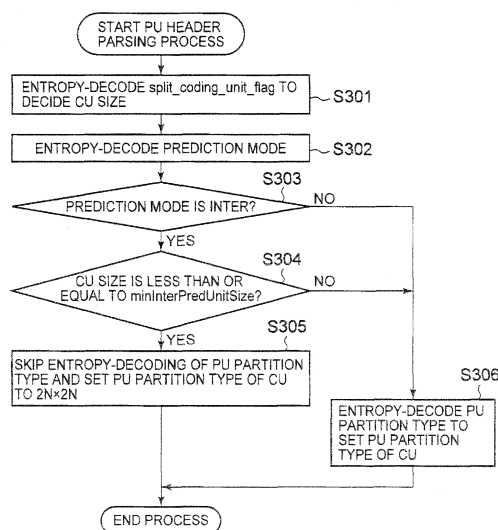 START PU HEADER
PARSING PROCESS
ENTROPY-DECODE split_coding_unit_flag TO
DECIDE CU SIZE
S301
ENTROPY-DECODE PREDICTION MODE
S302
S303
PREDICTION MODE IS INTER?
NO
YES
S304
CU SIZE IS LESS THAN OR
EQUAL TO minInterPredUnitSize?
NO
YES
S305
SKIP ENTROPY-DECODING OF PU PARTITION
TYPE AND SET PU PARTITION TYPE OF CU
TO 2N×2N
S306
ENTROPY-DECODE PU
PARTITION TYPE TO
SET PU PARTITION
TYPE OF CU
END PROCESS